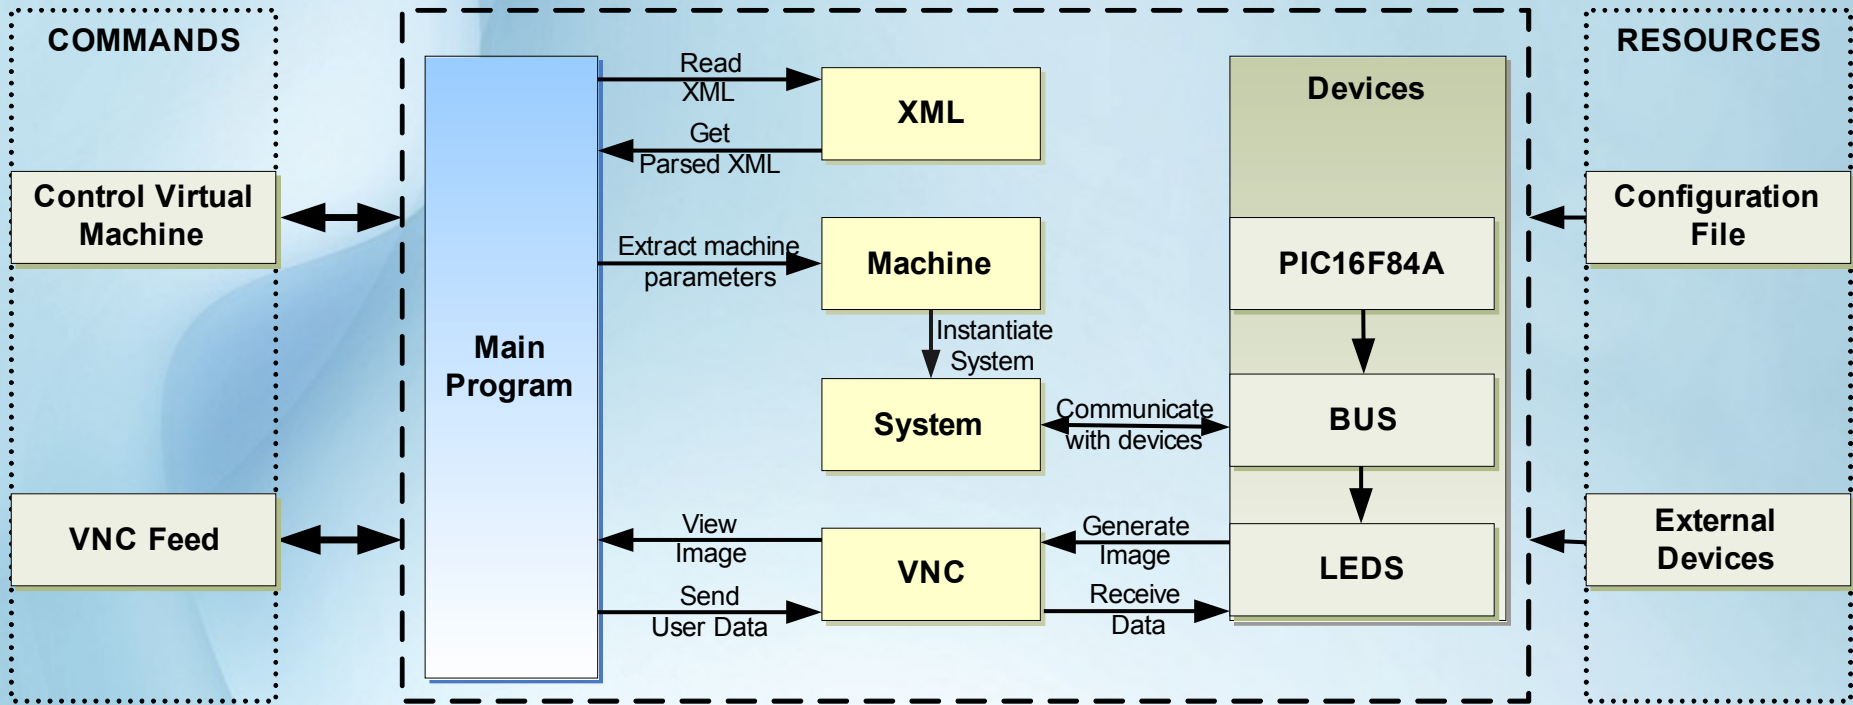 COMMANDS
Control Virtual
Machine
VNC Feed
Main
Program
Read
XML
Get
Parsed XML
XML
Extract machine
parameters
Machine
Instantiate
System
System
Communicate
with devices
View
Image
Send
User Data
VNC
Generate
Image
Receive
Data
Devices
PIC16F84A
BUS
LEDS
RESOURCES
Configuration
File
External
Devices